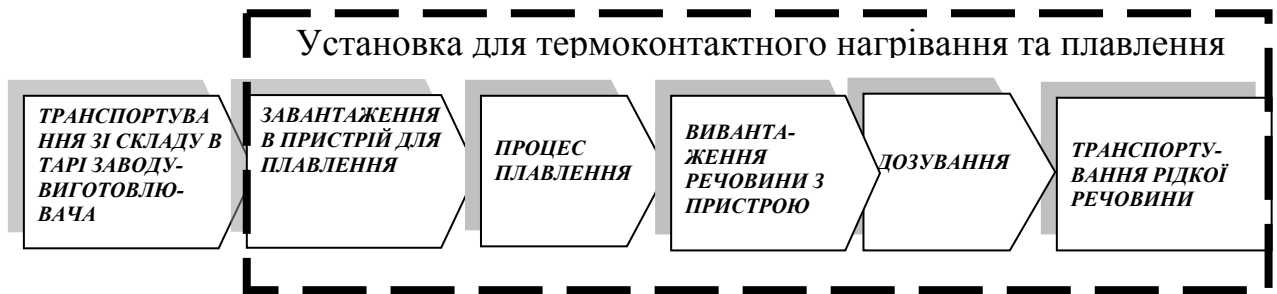 Установка для термоконтактного нагрівання та плавлення
ТРАНСПОРТУВА
ННЯ ЗІ СКЛАДУ В
ТАРІ ЗАВОДУ-
ВИГОТОВЛЮ-
ВАЧА
ЗАВАНТАЖЕННЯ
В ПРИСТРІЙ ДЛЯ
ПЛАВЛЕННЯ
ПРОЦЕС
ПЛАВЛЕННЯ
ВИВАНТА-
ЖЕННЯ
РЕЧОВИНИ З
ПРИСТРОЮ
ДОЗУВАННЯ
ТРАНСПОРТУ-
ВАННЯ РІДКОЇ
РЕЧОВИНИ